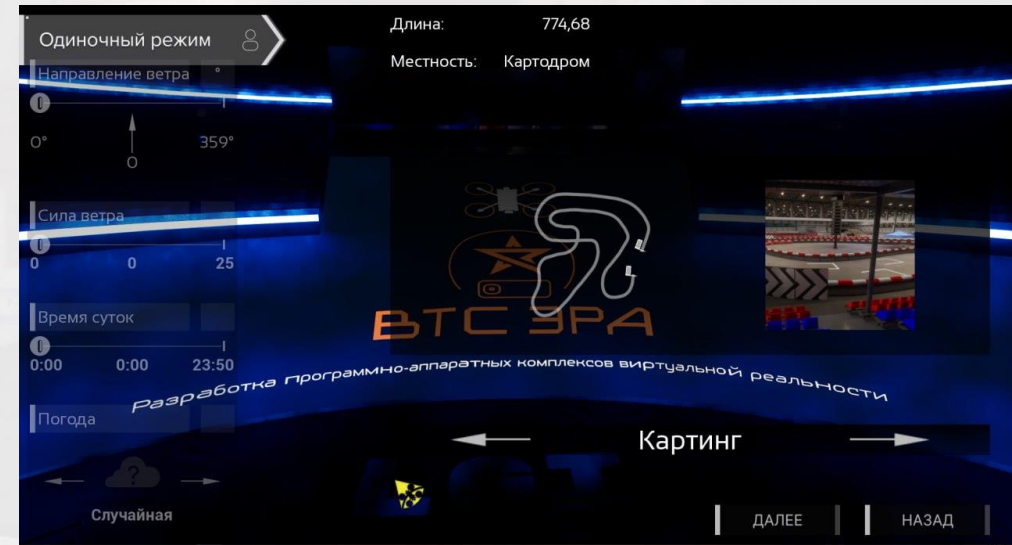 Одиночный режим
Длина: 774,68
Местность: Картодром
Направление ветра °
0° 359°
0
Сила ветра
0 0 25
Время суток
0:00 0:00 23:50
Погода
?
Случайная
ВТС ЭРА
Разработка программно-аппаратных комплексов виртуальной реальности
Картинг
ДАЛЕЕ НАЗАД